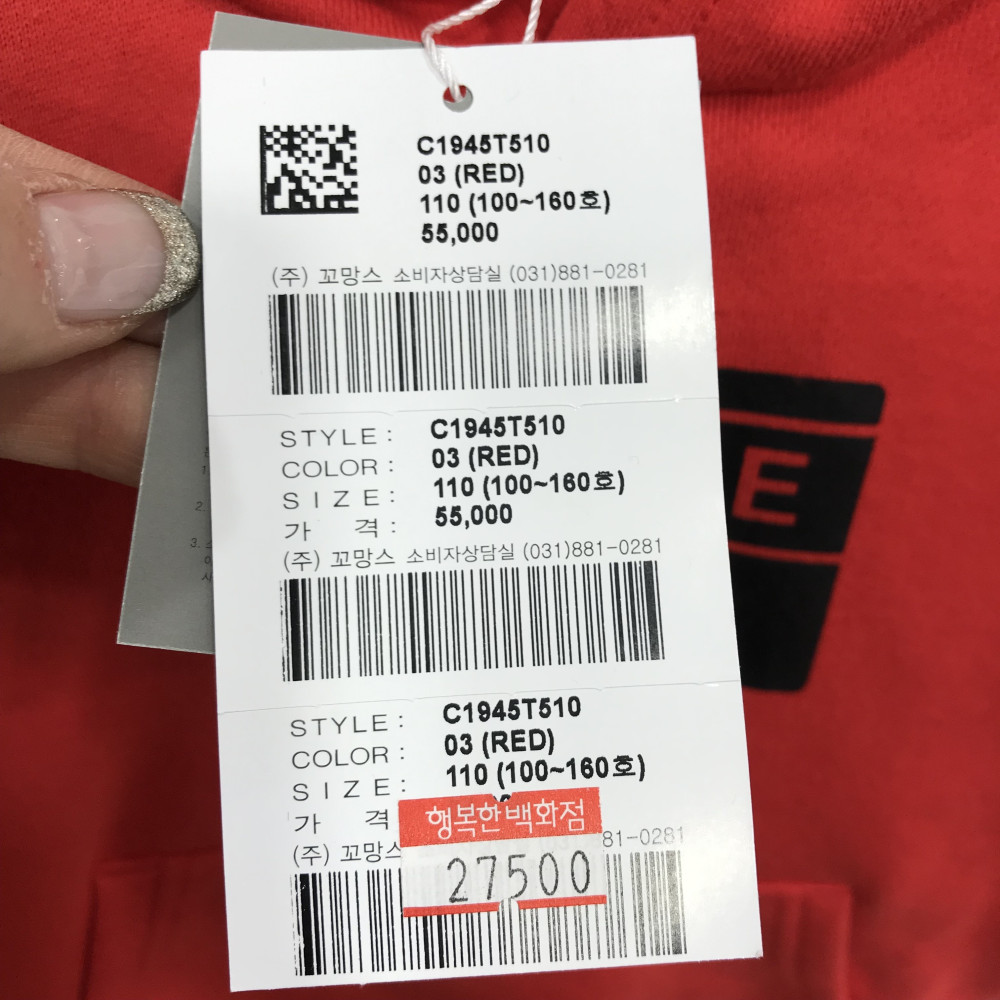 C1945T510
03 (RED)
110 (100~160호)
55,000
(주) 꼬망스 소비자상담실 (031)881-0281
STYLE: C1945T510
COLOR: 03 (RED)
SIZE: 110 (100~160호)
가 격: 55,000
(주) 꼬망스 소비자상담실 (031)881-0281
STYLE: C1945T510
COLOR: 03 (RED)
SIZE: 110 (100~160호)
가 격
행복한백화점
(주) 꼬망스 881-0281
27500
E
1
2.
3.